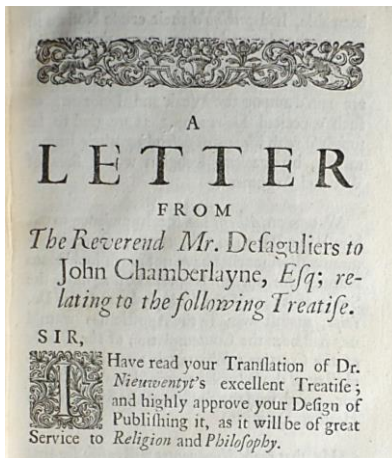 A
LETTER
FROM
The Reverend Mr. Deſaguliers to
John Chamberlayne, Eſq; re-
lating to the following Treatiſe.
SIR,
I Have read your Tranſlation of Dr.
Nieuwentyt's excellent Treatiſe;
and highly approve your Deſign of
Publiſhing it, as it will be of great
Service to Religion and Philoſophy.